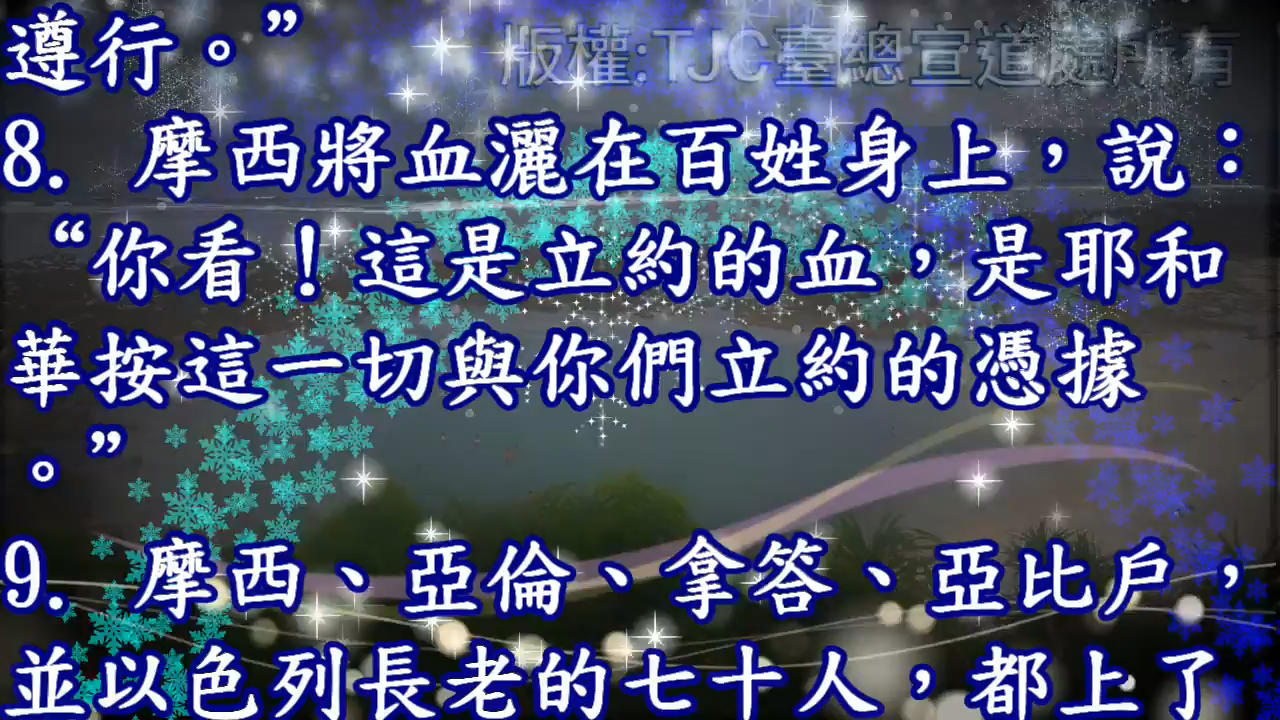 遵行。”
版權:TJC臺總宣道處所有
8. 摩西將血灑在百姓身上，說：
“你看！這是立約的血，是耶和
華按這一切與你們立約的憑據
。”
9. 摩西、亞倫、拿答、亞比戶，
並以色列長老的七十人，都上了